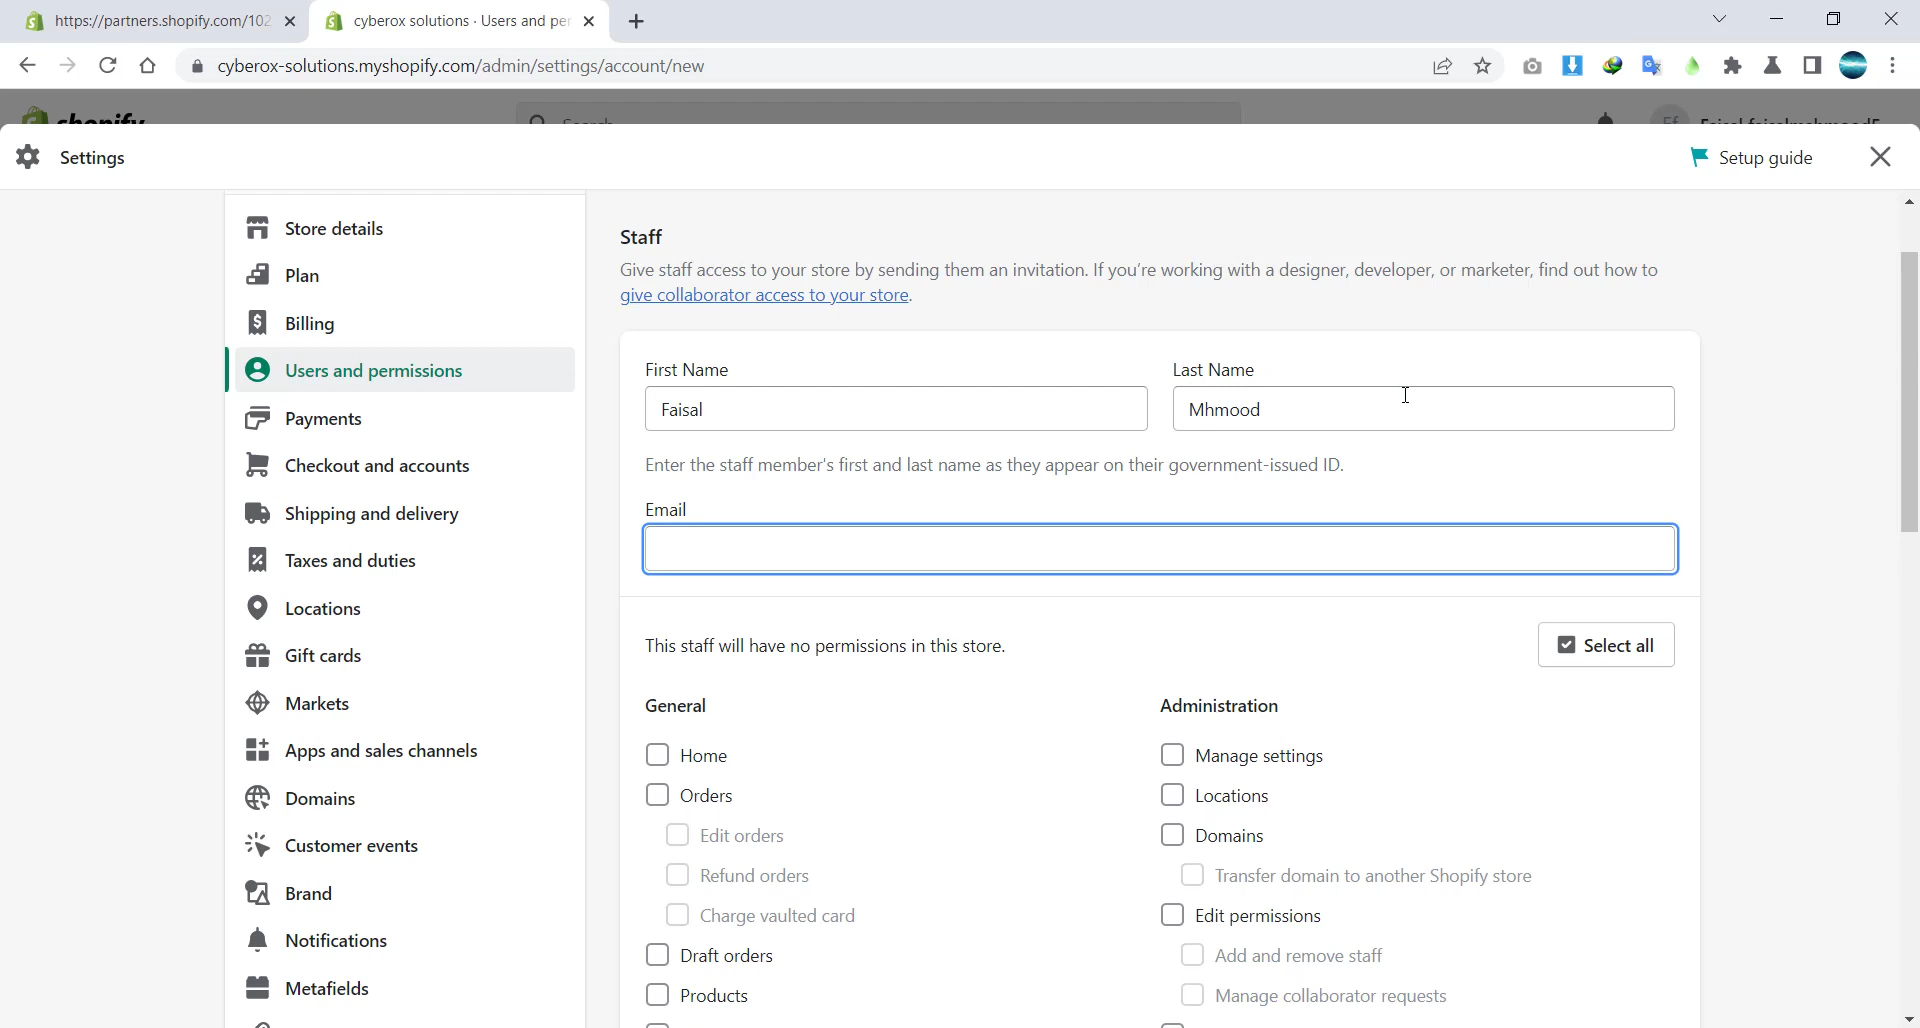 https://partners.shopify.com/102
cyberox solutions · Users and per
cyberox-solutions.myshopify.com/admin/settings/account/new
shopify
Search
Settings
Setup guide
Store details
Plan
Billing
Users and permissions
Payments
Checkout and accounts
Shipping and delivery
Taxes and duties
Locations
Gift cards
Markets
Apps and sales channels
Domains
Customer events
Brand
Notifications
Metafields
Staff
Give staff access to your store by sending them an invitation. If you're working with a designer, developer, or marketer, find out how to
give collaborator access to your store.
First Name
Last Name
Faisal
Mhmood
Enter the staff member's first and last name as they appear on their government-issued ID.
Email
This staff will have no permissions in this store.
Select all
General
Administration
Home
Manage settings
Orders
Locations
Edit orders
Domains
Refund orders
Transfer domain to another Shopify store
Charge vaulted card
Edit permissions
Draft orders
Add and remove staff
Products
Manage collaborator requests